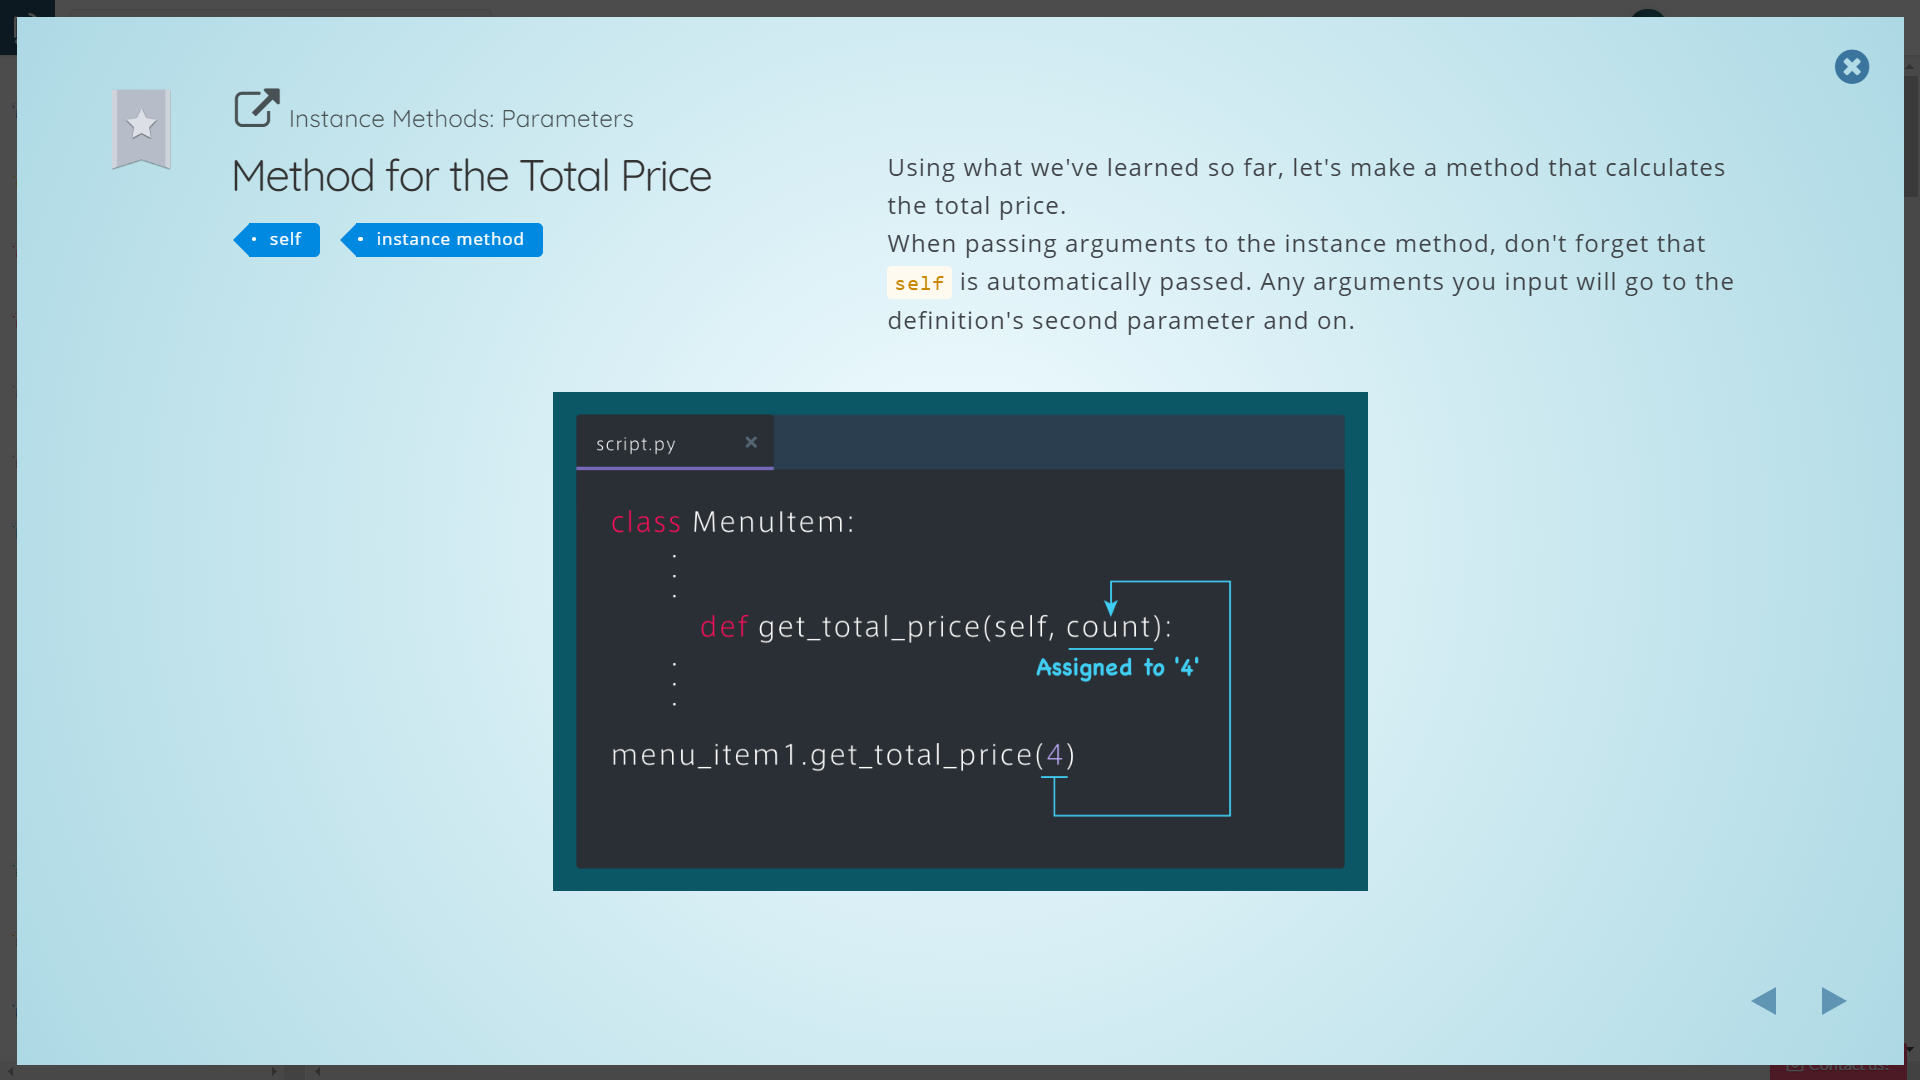 Instance Methods: Parameters
Method for the Total Price
self
instance method
Using what we've learned so far, let's make a method that calculates
the total price.
When passing arguments to the instance method, don't forget that
self is automatically passed. Any arguments you input will go to the
definition's second parameter and on.
script.py
class MenuItem:
def get_total_price(self, count):
Assigned to '4'
menu_item1.get_total_price(4)
Contact us!